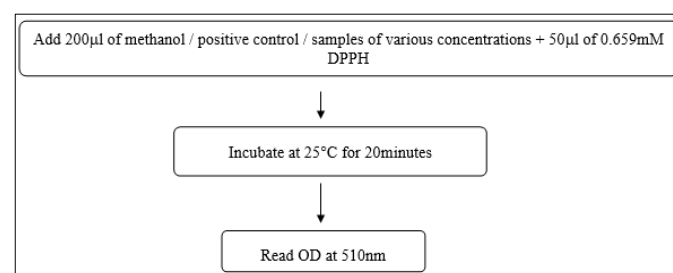 Add 200µl of methanol / positive control / samples of various concentrations + 50µl of 0.659mM
DPPH
Incubate at 25°C for 20minutes
Read OD at 510nm